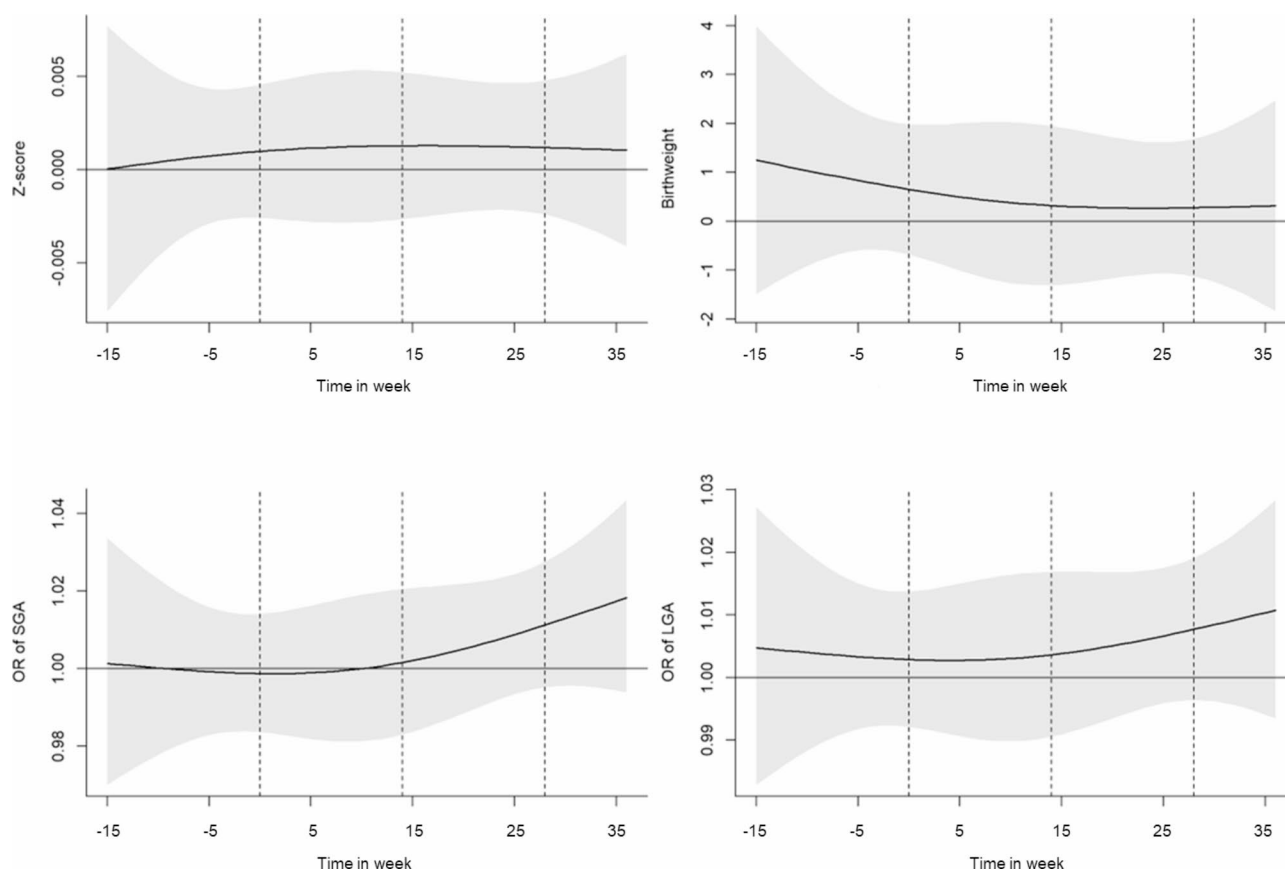 Z-score
0.005
0.000
-0.005
-15 -5 5 15 25 35
Time in week
Birthweight
4
3
2
1
0
-1
-2
-15 -5 5 15 25 35
Time in week
OR of SGA
1.04
1.02
1.00
0.98
-15 -5 5 15 25 35
Time in week
OR of LGA
1.03
1.02
1.01
1.00
0.99
-15 -5 5 15 25 35
Time in week